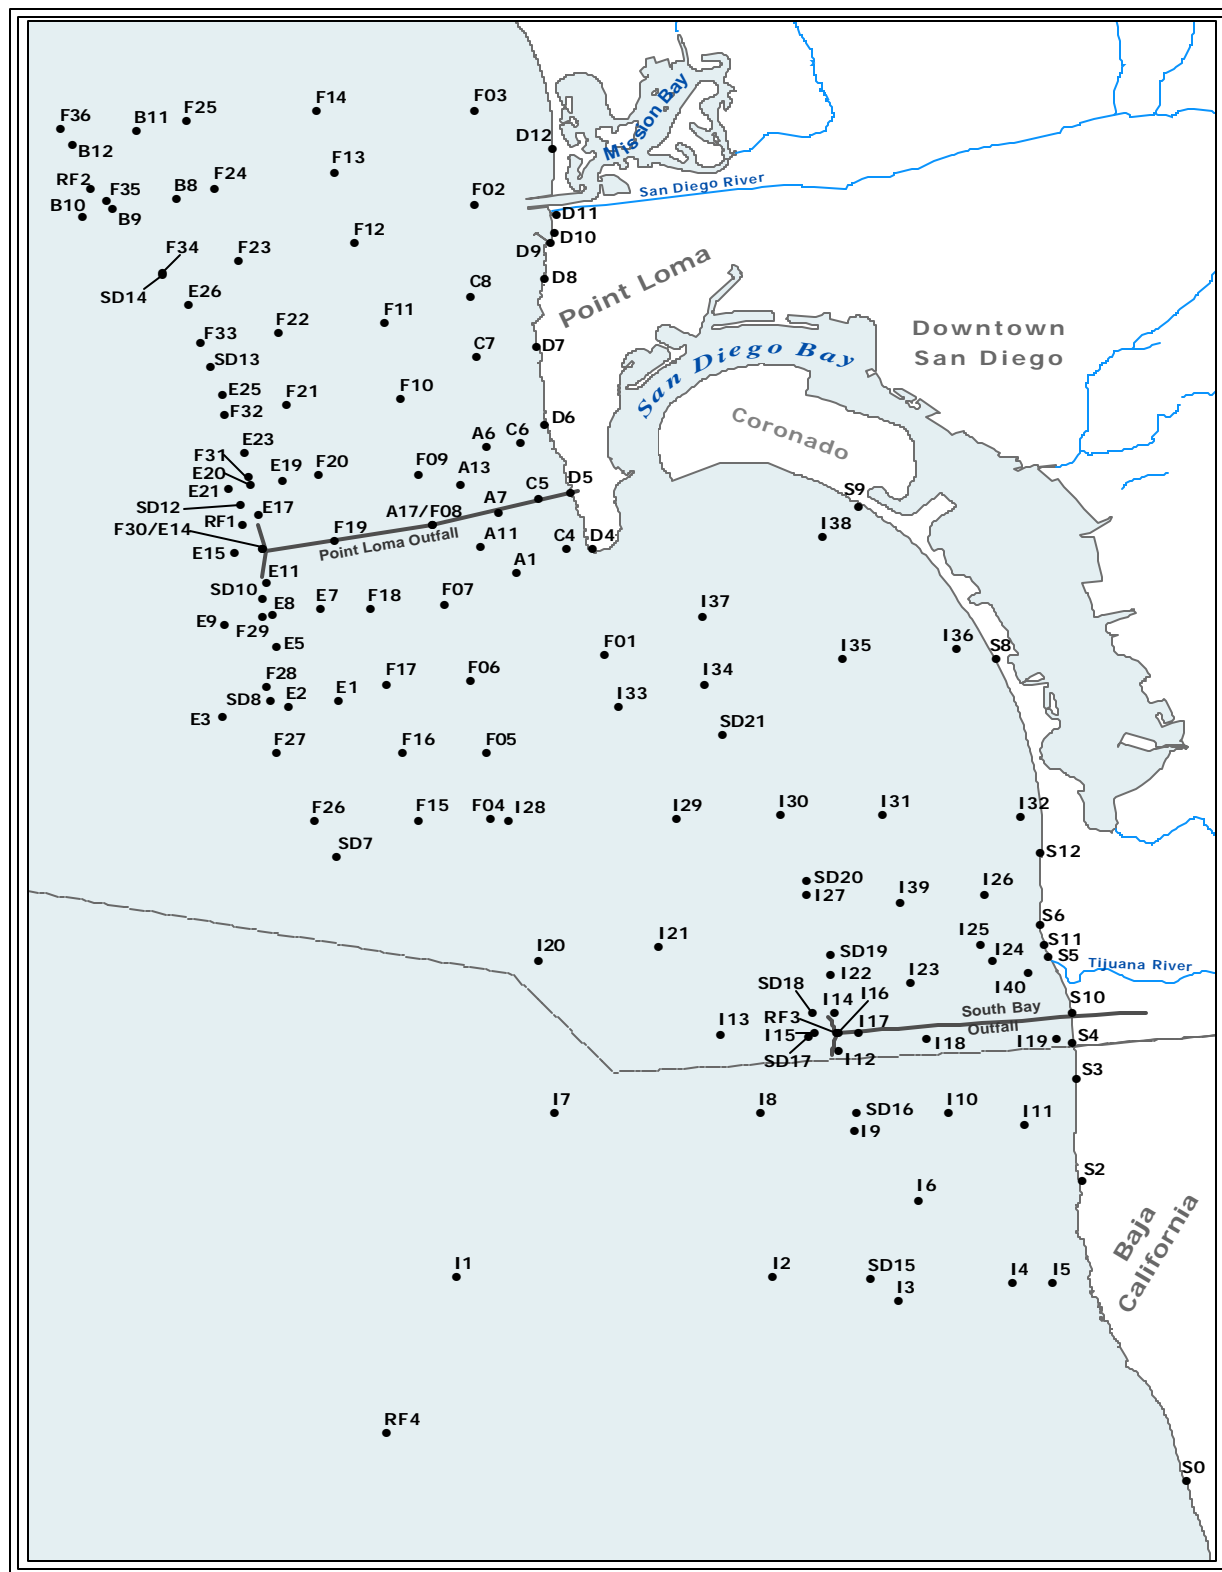 F14
F03
F25
B11
F36
D12
Mission Bay
B12
F13
RF2
F35
B8
F24
San Diego River
F02
B10
B9
D11
F12
D10
F34
F23
D9
Point Loma
C8
D8
SD14
E26
F11
F22
Downtown
San Diego
F33
D7
C7
San Diego Bay
SD13
E25
F21
F10
F32
Coronado
D6
A6
C6
E23
F31
E20
E19
F20
F09
A13
E21
D5
C5
S9
SD12
E17
A7
A17/F08
RF1
I38
F30/E14
F19
Point Loma Outfall
A11
C4
D4
E15
A1
E11
SD10
E8
E7
F18
F07
I37
E9
F29
E5
F01
I35
I36
S8
F28
F17
F06
I34
SD8
E2
E1
I33
E3
SD21
F27
F16
F05
F26
F15
F04
I28
I29
I30
I31
I32
SD7
S12
SD20
I27
I39
I26
S6
I20
I21
I25
S11
SD19
I24
S5
Tijuana River
I22
I23
I40
SD18
I16
I14
South Bay
Outfall
S10
RF3
I13
I15
I17
I18
I19
S4
SD17
I12
S3
I7
I8
SD16
I10
I11
I9
S2
I6
Baja
California
I1
I2
SD15
I3
I4
I5
RF4
S0